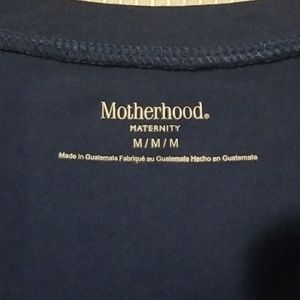 Motherhood®
MATERNITY
M/M/M
Made in Guatemala Fabriqué au Guatemala Hecho en Guatemala